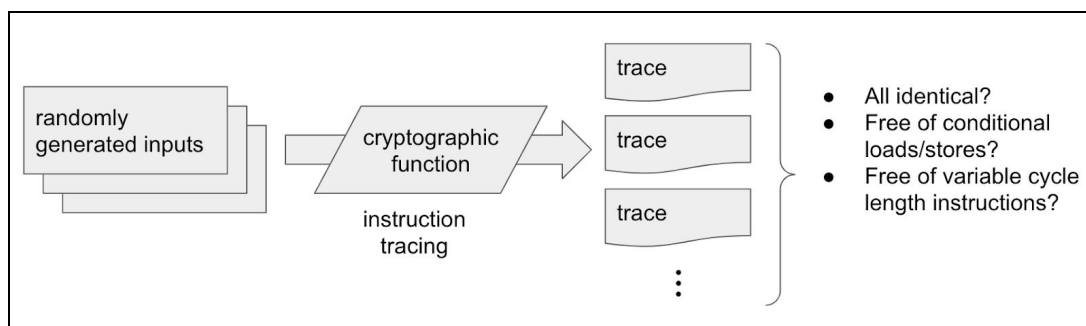 randomly
generated inputs
cryptographic
function
instruction
tracing
trace
trace
trace
● All identical?
● Free of conditional
loads/stores?
● Free of variable cycle
length instructions?